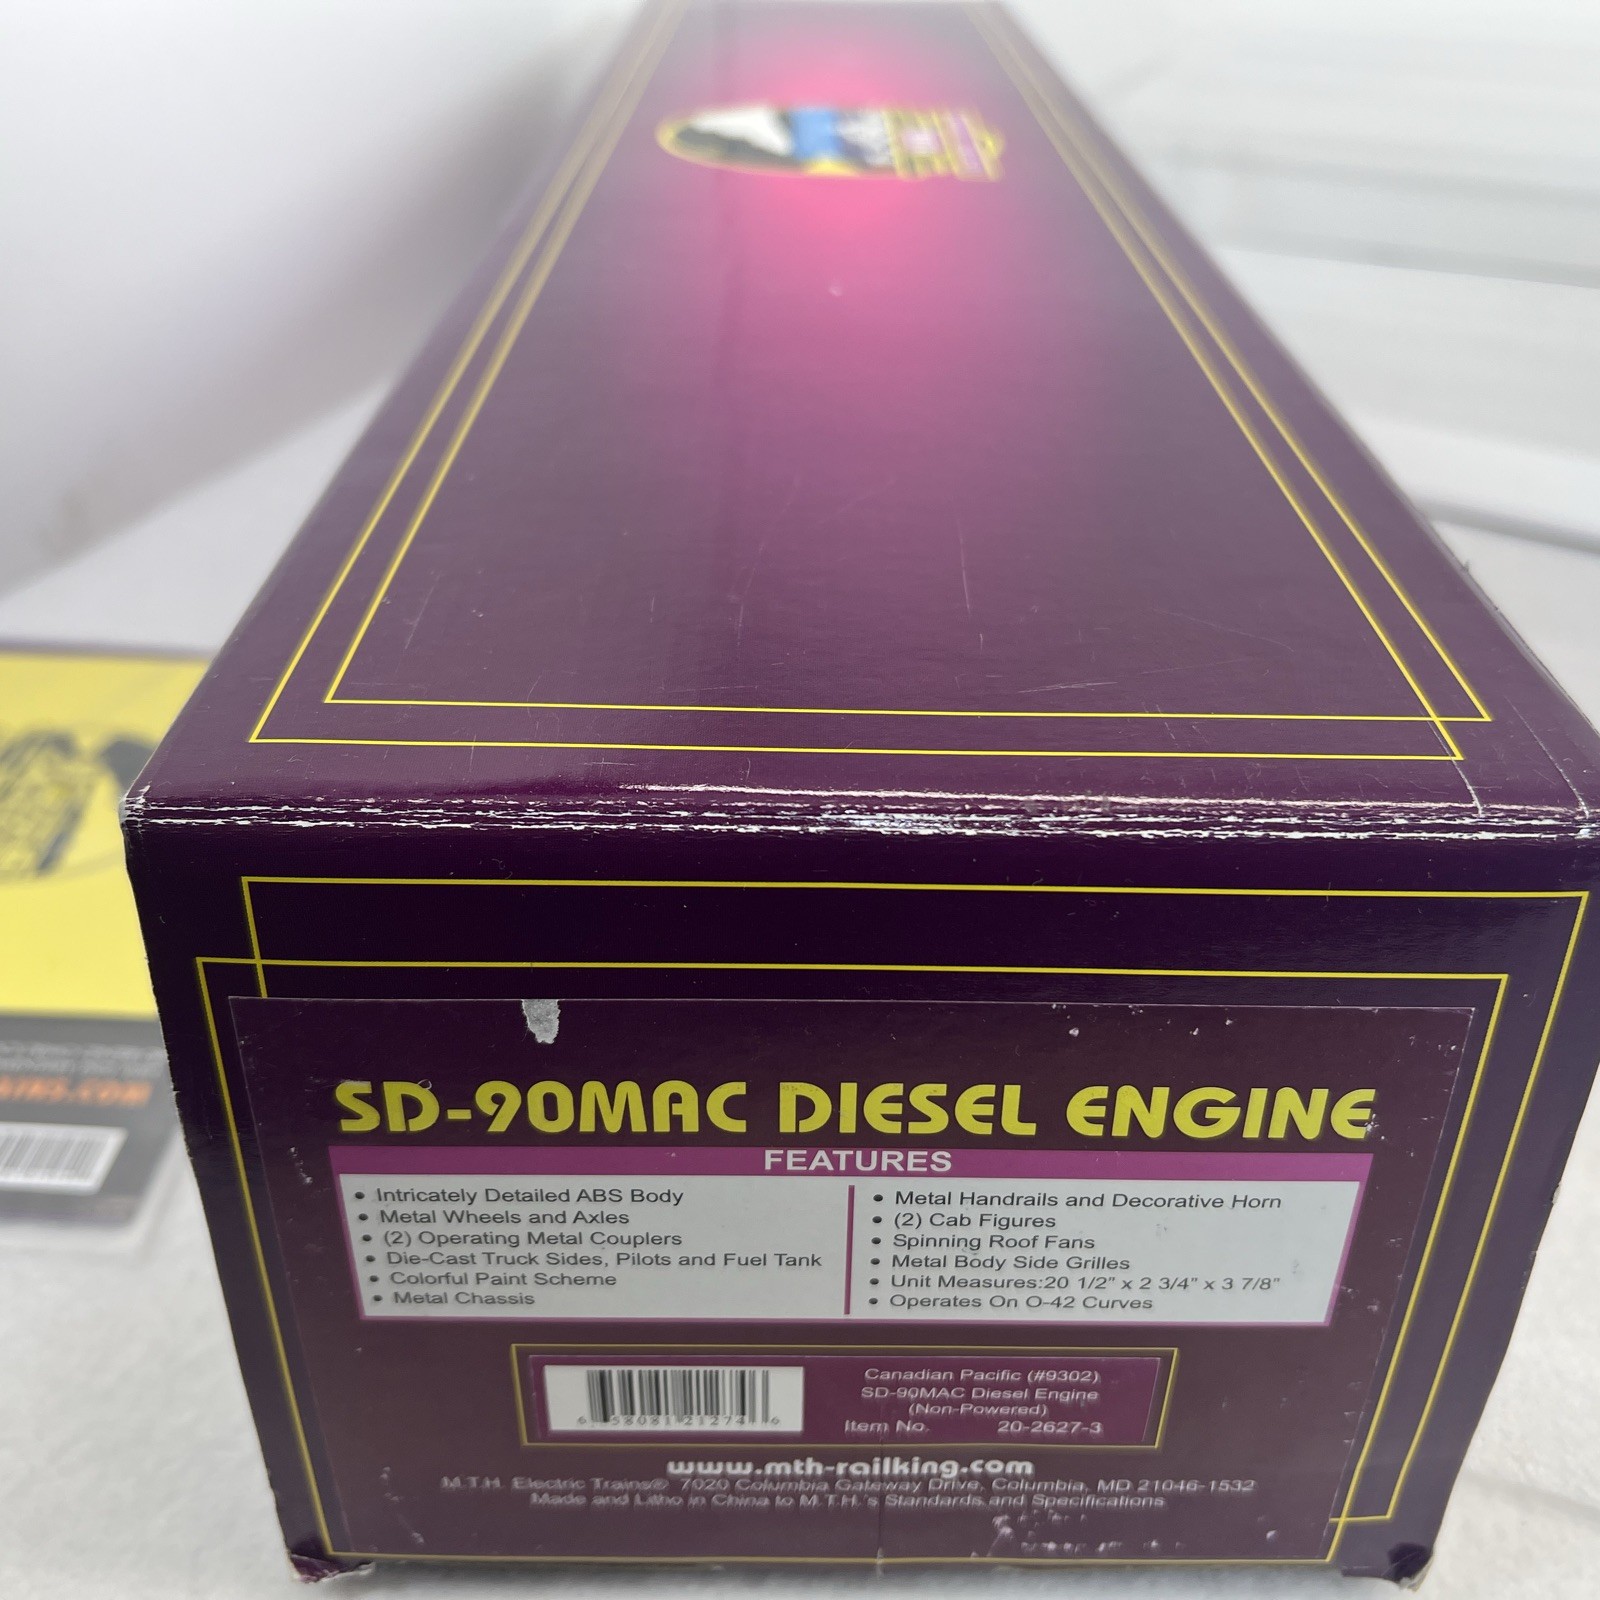 SD-90MAC DIESEL ENGINE
FEATURES
• Intricately Detailed ABS Body
• Metal Wheels and Axles
• (2) Operating Metal Couplers
• Die-Cast Truck Sides, Pilots and Fuel Tank
• Colorful Paint Scheme
• Metal Chassis
• Metal Handrails and Decorative Horn
• (2) Cab Figures
• Spinning Roof Fans
• Metal Body Side Grilles
• Unit Measures:20 1/2" x 2 3/4" x 3 7/8"
• Operates On O-42 Curves
6 58081 21274 6
Canadian Pacific (#9302)
SD-90MAC Diesel Engine
(Non-Powered)
Item No. 20-2627-3
www.mth-railking.com
M.T.H. Electric Trains® 7020 Columbia Gateway Drive, Columbia, MD 21046-1532
Made and Litho in China to M.T.H.'s Standards and Specifications